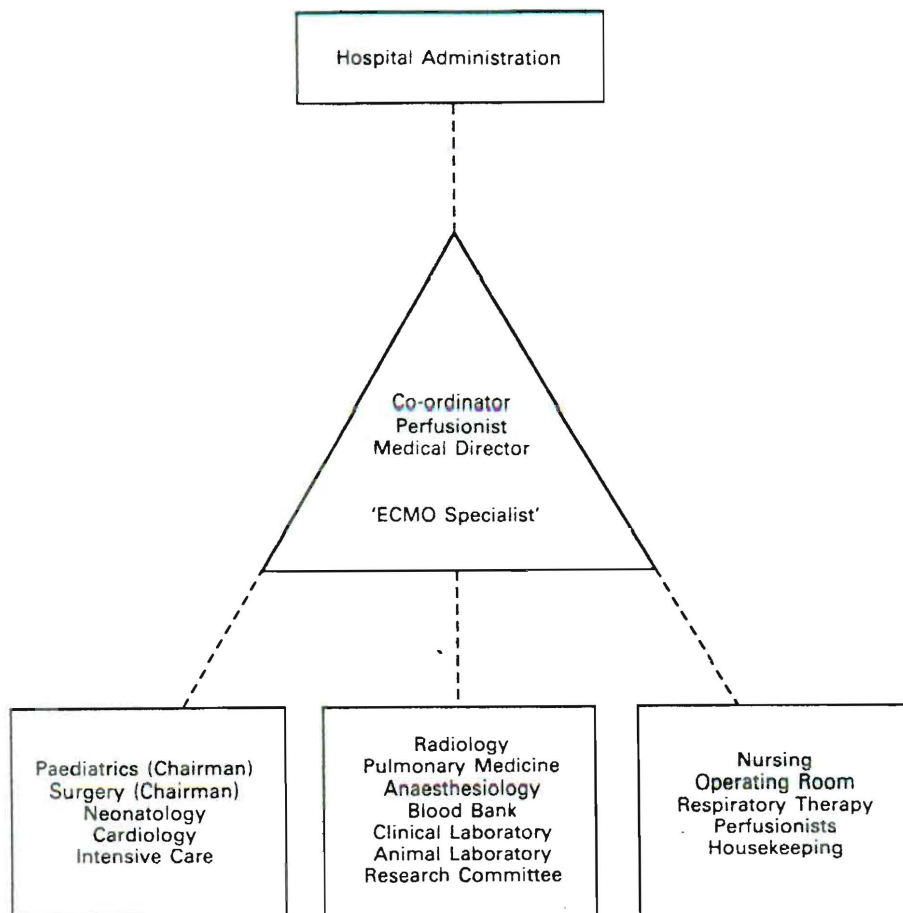 Hospital Administration
Co-ordinator
Perfusionist
Medical Director
'ECMO Specialist'
Paediatrics (Chairman)
Surgery (Chairman)
Neonatology
Cardiology
Intensive Care
Radiology
Pulmonary Medicine
Anaesthesiology
Blood Bank
Clinical Laboratory
Animal Laboratory
Research Committee
Nursing
Operating Room
Respiratory Therapy
Perfusionists
Housekeeping